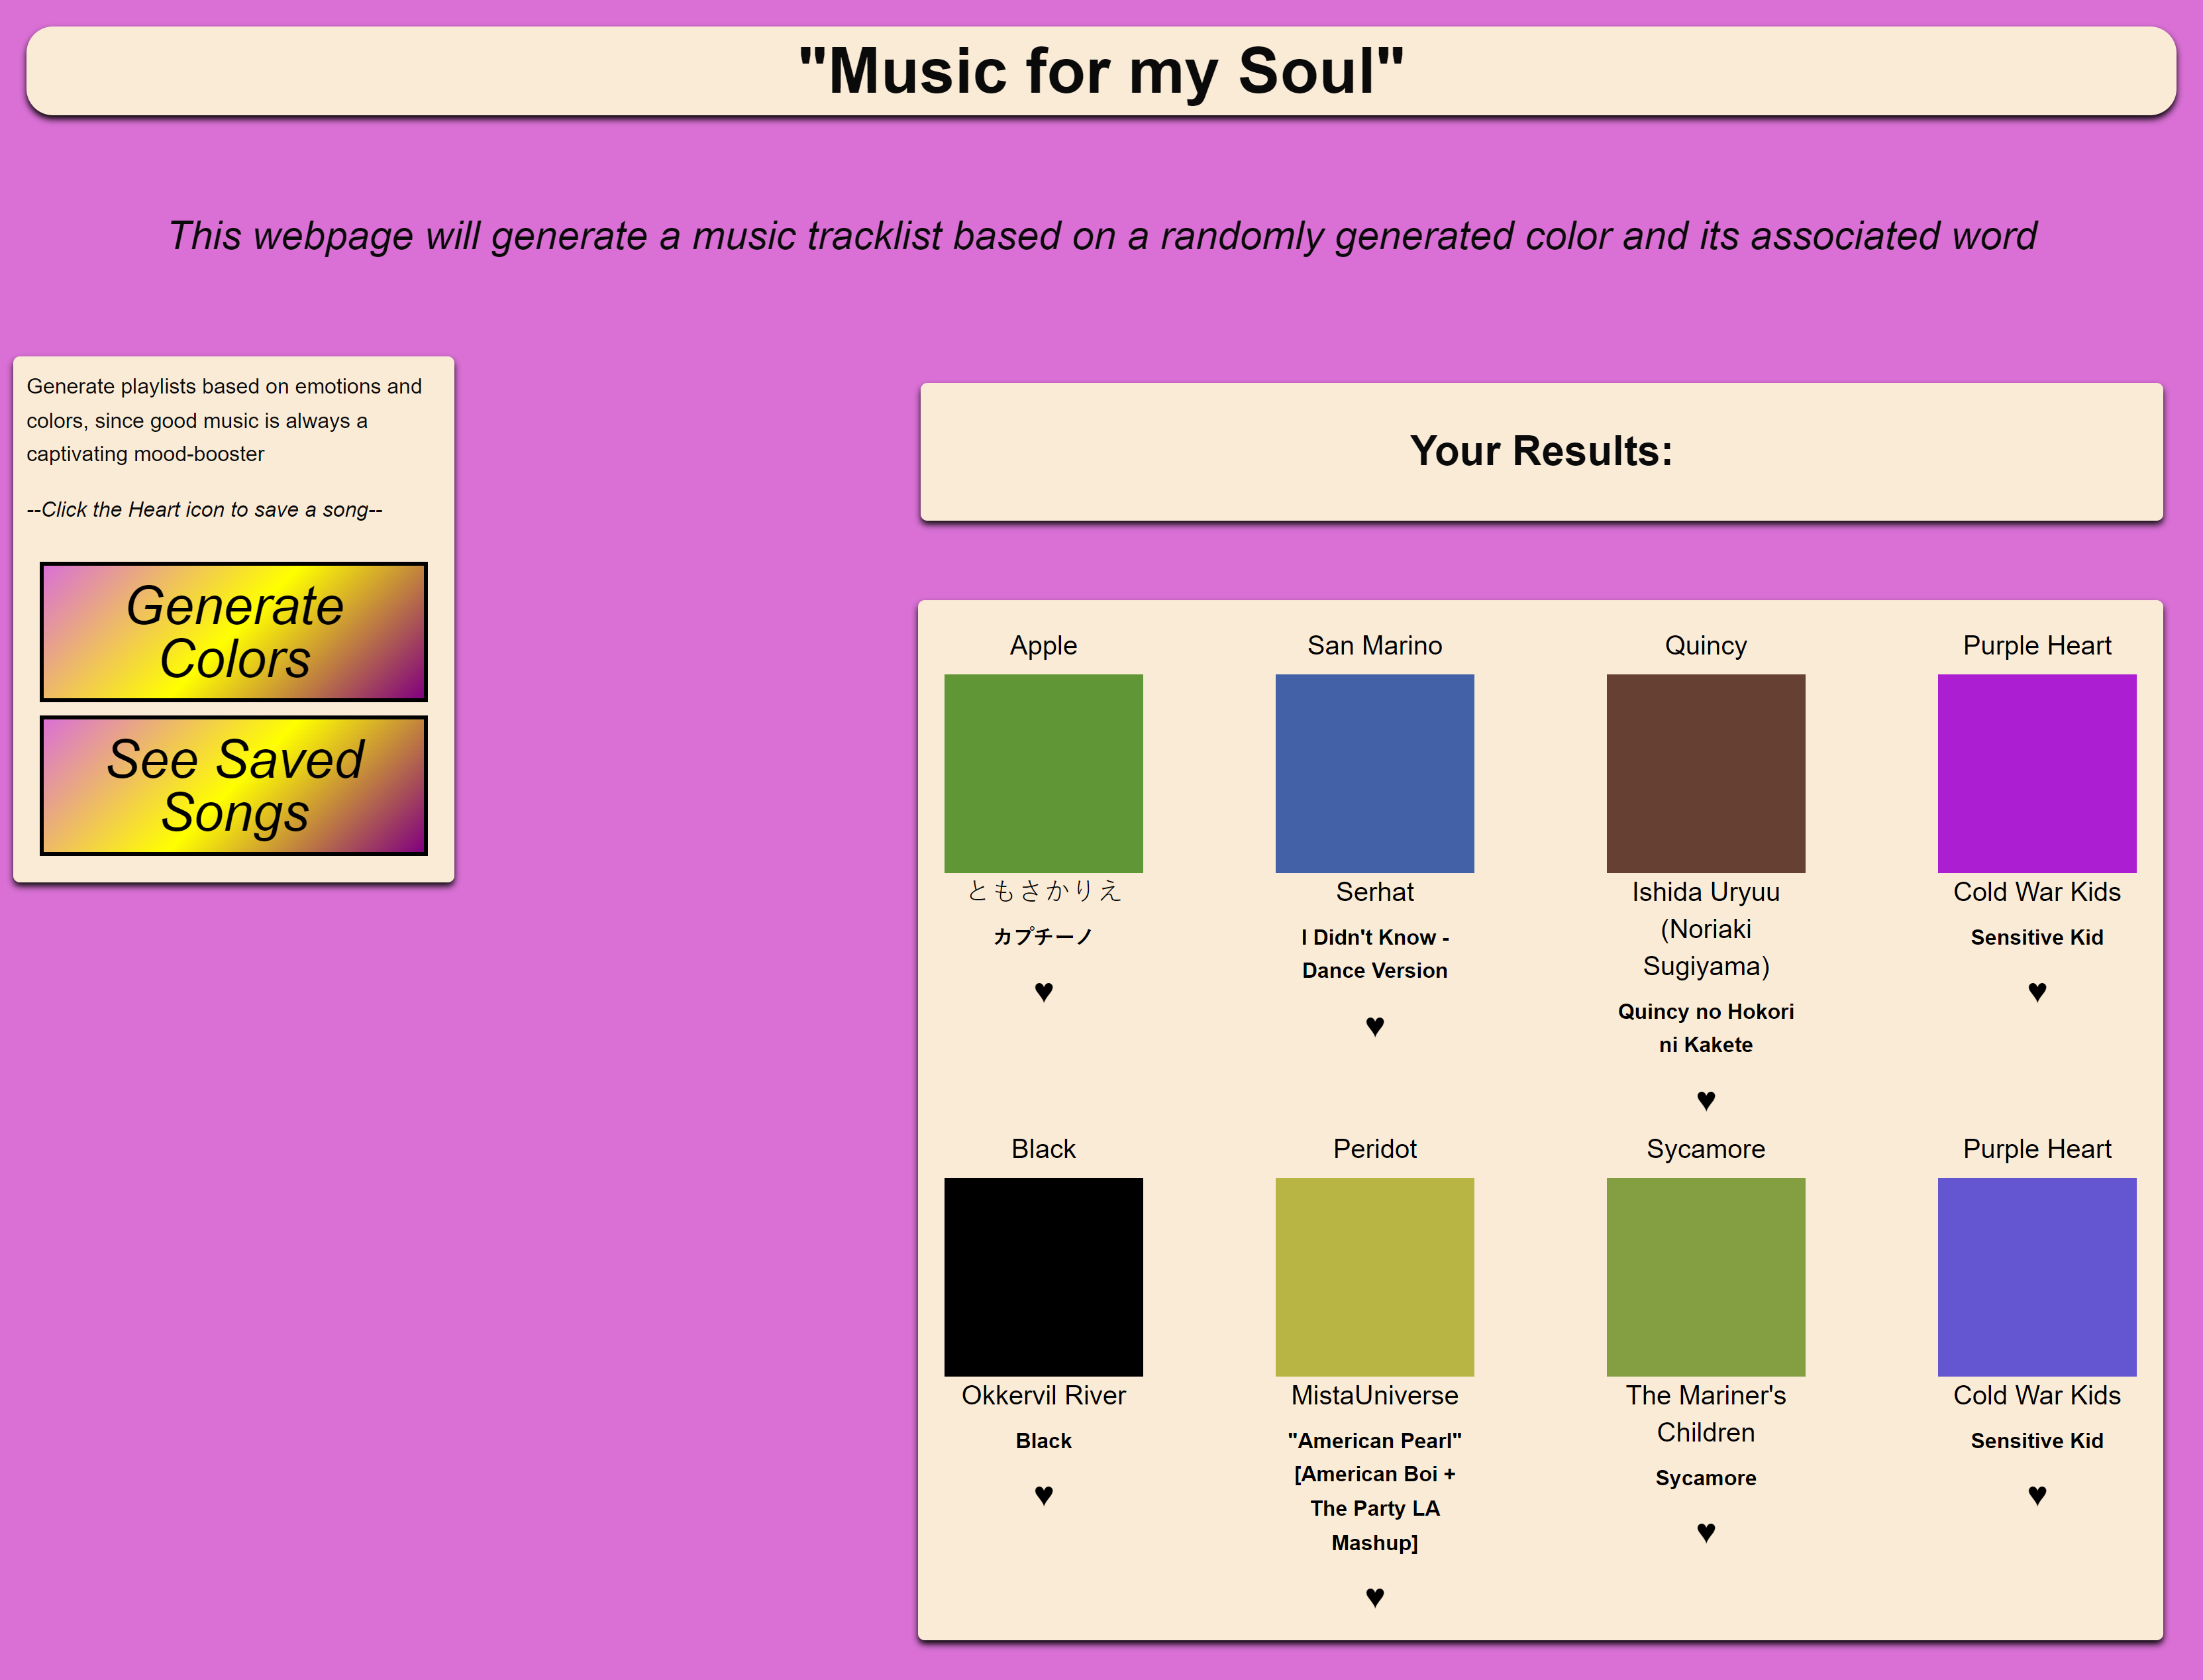 "Music for my Soul"
This webpage will generate a music tracklist based on a randomly generated color and its associated word
Generate playlists based on emotions and
colors, since good music is always a
captivating mood-booster
--Click the Heart icon to save a song--
Generate
Colors
See Saved
Songs
Your Results:
Apple
ともさかりえ
カプチーノ
♥
San Marino
Serhat
I Didn't Know -
Dance Version
♥
Quincy
Ishida Uryuu
(Noriaki
Sugiyama)
Quincy no Hokori
ni Kakete
♥
Purple Heart
Cold War Kids
Sensitive Kid
♥
Black
Okkervil River
Black
♥
Peridot
MistaUniverse
"American Pearl"
[American Boi +
The Party LA
Mashup]
♥
Sycamore
The Mariner's
Children
Sycamore
♥
Purple Heart
Cold War Kids
Sensitive Kid
♥